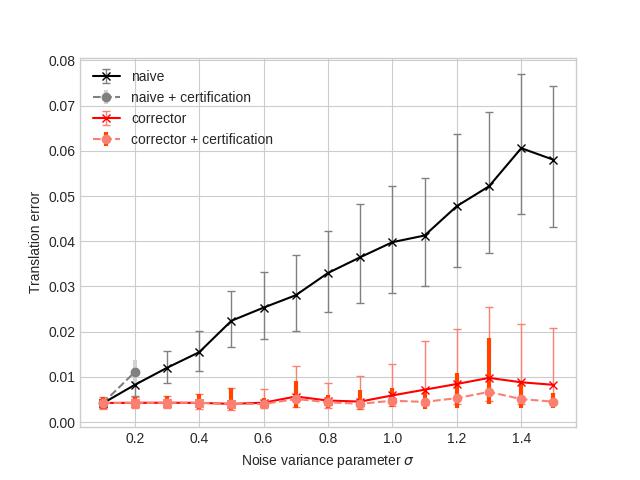 0.08
0.07
0.06
0.05
0.04
0.03
0.02
0.01
0.00
Translation error
naive
naive + certification
corrector
corrector + certification
0.2 0.4 0.6 0.8 1.0 1.2 1.4
Noise variance parameter σ